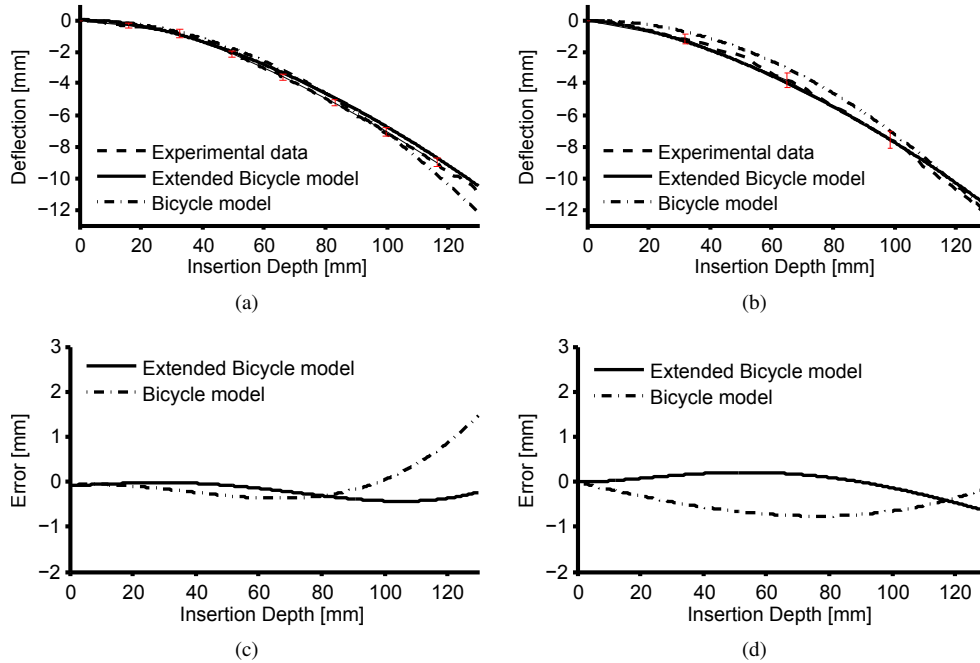 0
−2
−4
−6
−8
−10
−12
Deflection [mm]
Experimental data
Extended Bicycle model
Bicycle model
0 20 40 60 80 100 120
Insertion Depth [mm]
(a)
0
−2
−4
−6
−8
−10
−12
Deflection [mm]
Experimental data
Extended Bicycle model
Bicycle model
0 20 40 60 80 100 120
Insertion Depth [mm]
(b)
3
2
1
0
−1
−2
Error [mm]
Extended Bicycle model
Bicycle model
0 20 40 60 80 100 120
Insertion Depth [mm]
(c)
3
2
1
0
−1
−2
Error [mm]
Extended Bicycle model
Bicycle model
0 20 40 60 80 100 120
Insertion Depth [mm]
(d)